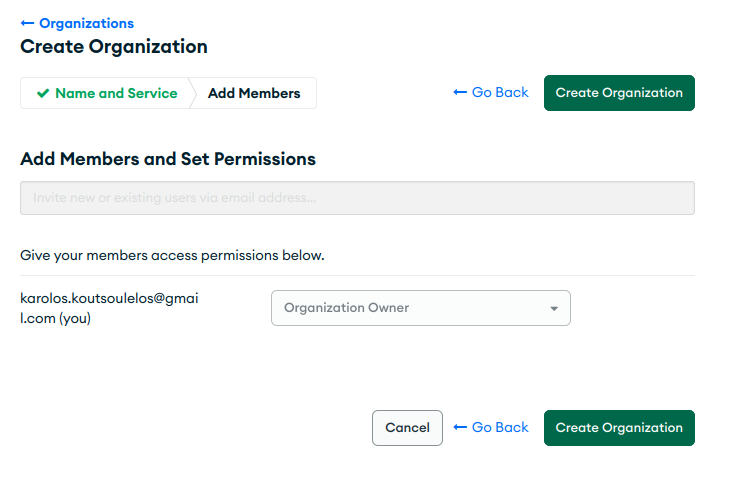 ← Organizations
Create Organization
✔ Name and Service
Add Members
← Go Back
Create Organization
Add Members and Set Permissions
Invite new or existing users via email address...
Give your members access permissions below.
karolos.koutsoulelos@gmai
l.com (you)
Organization Owner
Cancel
← Go Back
Create Organization